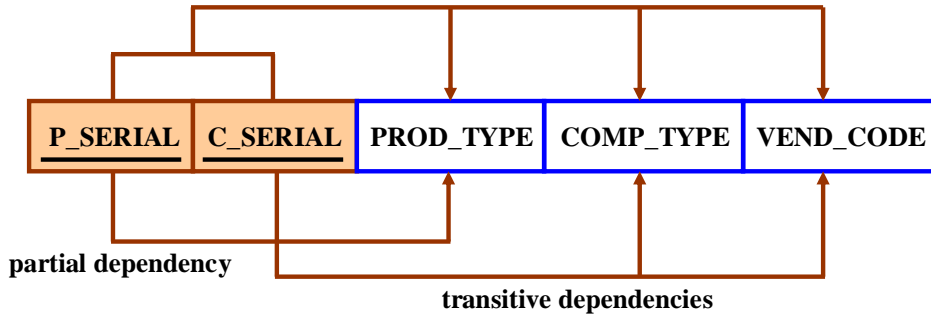 P_SERIAL C_SERIAL PROD_TYPE COMP_TYPE VEND_CODE
partial dependency
transitive dependencies